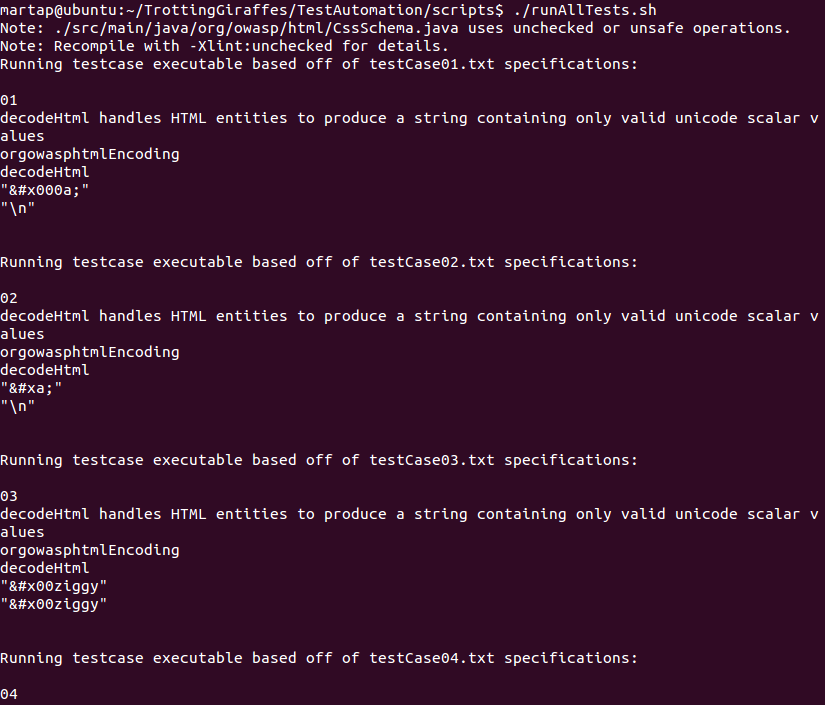 martap@ubuntu:~/TrottingGiraffes/TestAutomation/scripts$ ./runAllTests.sh
Note: ./src/main/java/org/owasp/html/CssSchema.java uses unchecked or unsafe operations.
Note: Recompile with -Xlint:unchecked for details.
Running testcase executable based off of testCase01.txt specifications:
01
decodeHtml handles HTML entities to produce a string containing only valid unicode scalar v
alues
orgowasphtmlEncoding
decodeHtml
"&#x000a;"
"\n"
Running testcase executable based off of testCase02.txt specifications:
02
decodeHtml handles HTML entities to produce a string containing only valid unicode scalar v
alues
orgowasphtmlEncoding
decodeHtml
"&#xa;"
"\n"
Running testcase executable based off of testCase03.txt specifications:
03
decodeHtml handles HTML entities to produce a string containing only valid unicode scalar v
alues
orgowasphtmlEncoding
decodeHtml
"&#x00ziggy"
"&#x00ziggy"
Running testcase executable based off of testCase04.txt specifications:
04